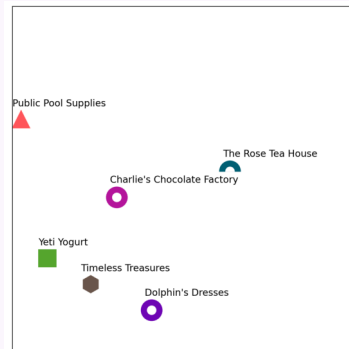 Public Pool Supplies
The Rose Tea House
Charlie's Chocolate Factory
Yeti Yogurt
Timeless Treasures
Dolphin's Dresses